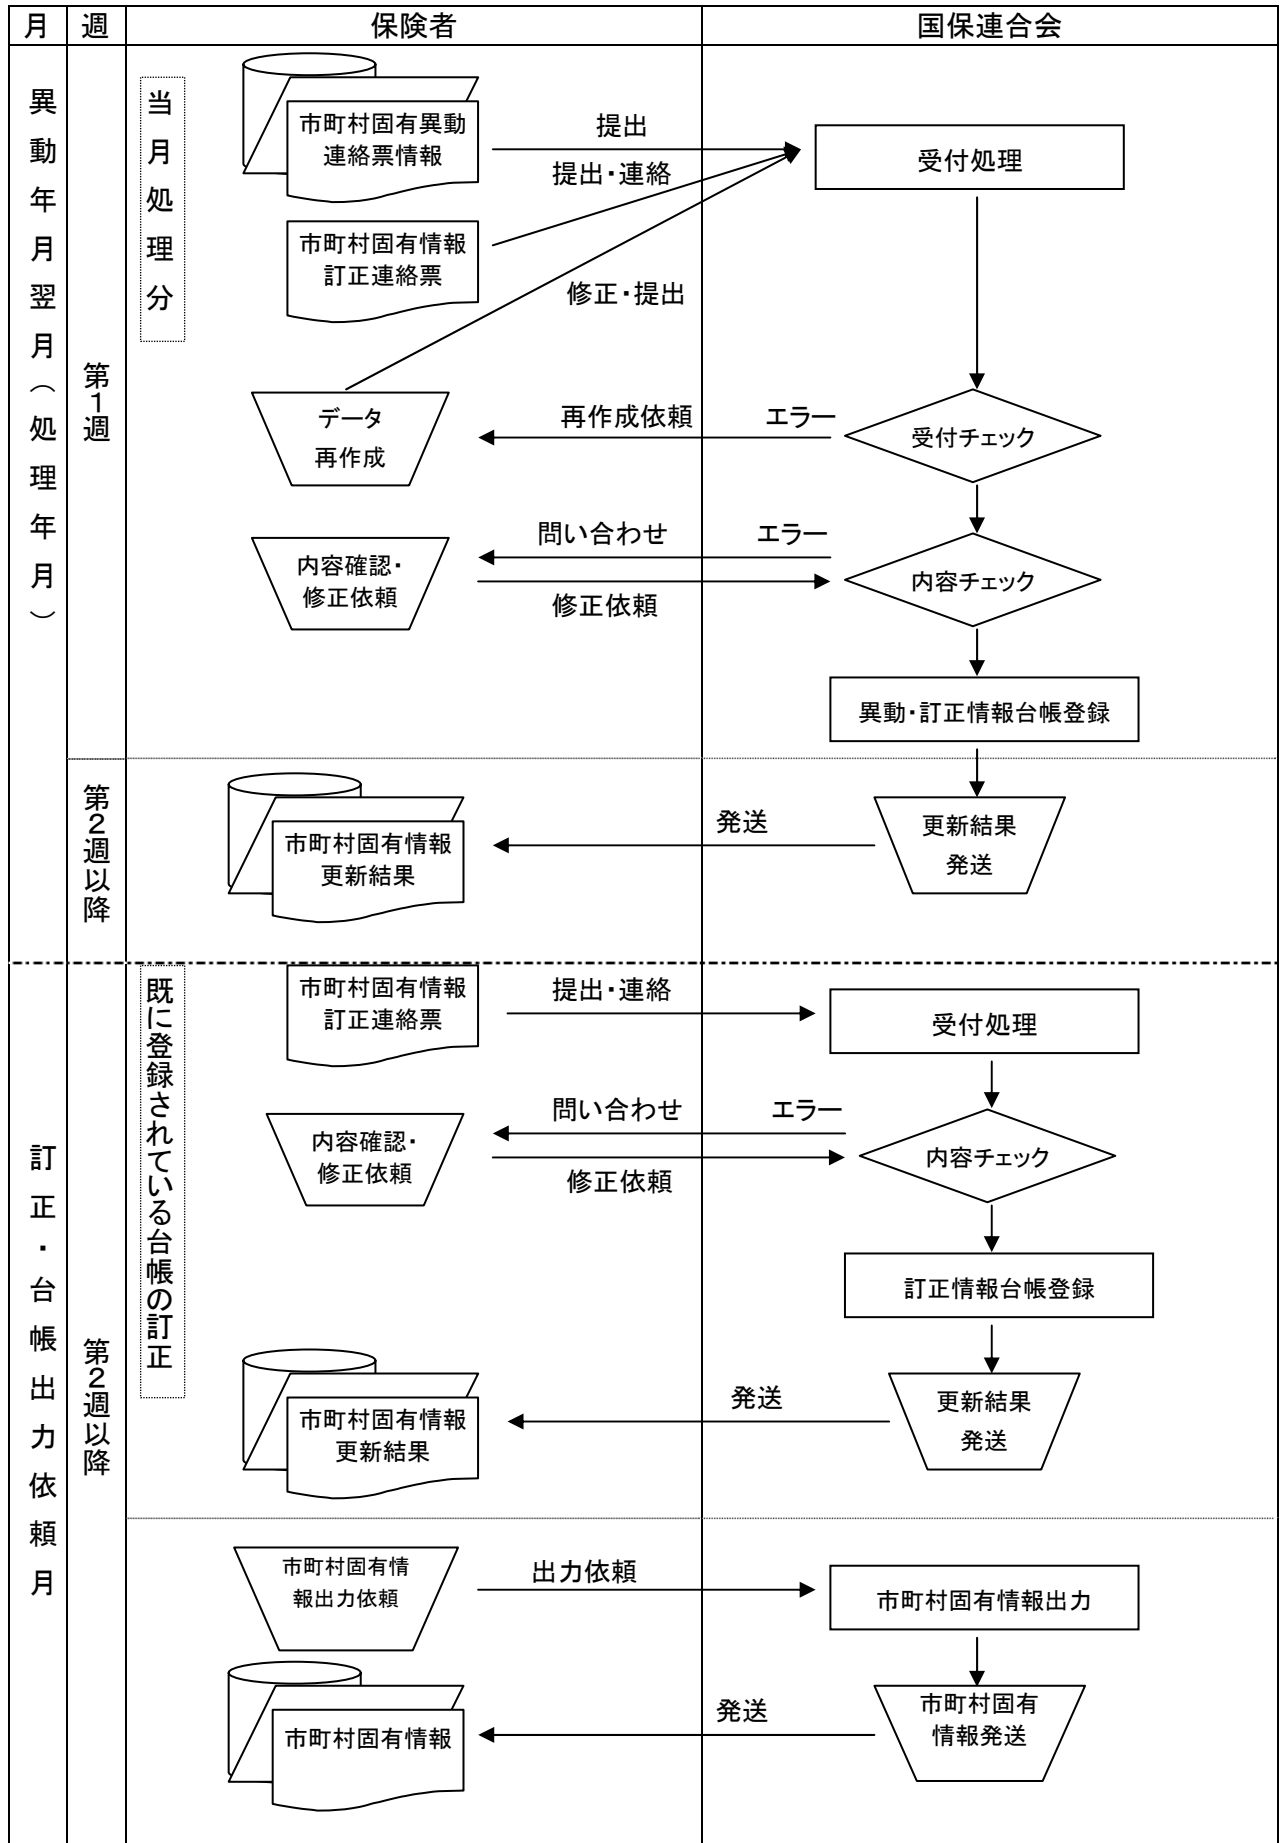 月
週
保険者
国保連合会
異動年月翌月（処理年月）
第１週
当月処理分
市町村固有異動
連絡票情報
提出
受付処理
提出・連絡
市町村固有情報
訂正連絡票
修正・提出
データ
再作成
再作成依頼
エラー
受付チェック
内容確認・
修正依頼
問い合わせ
エラー
修正依頼
内容チェック
異動・訂正情報台帳登録
第２週以降
市町村固有情報
更新結果
発送
更新結果
発送
訂正・台帳出力依頼月
第２週以降
既に登録されている台帳の訂正
市町村固有情報
訂正連絡票
提出・連絡
受付処理
内容確認・
修正依頼
問い合わせ
エラー
修正依頼
内容チェック
訂正情報台帳登録
市町村固有情報
更新結果
発送
更新結果
発送
市町村固有情
報出力依頼
出力依頼
市町村固有情報出力
市町村固有情報
発送
市町村固有
情報発送